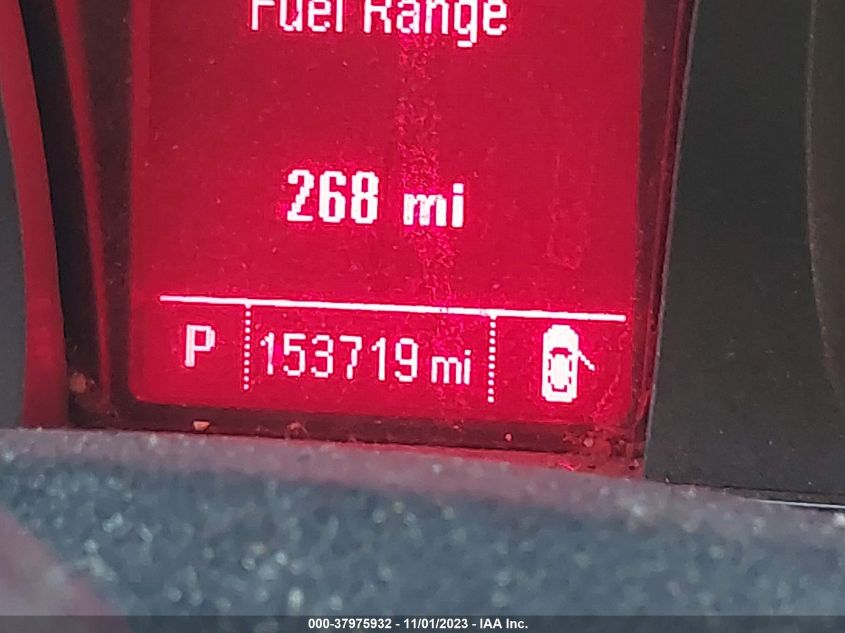 Fuel Range
268 mi
P 153719 mi
000-37975932 - 11/01/2023 - IAA Inc.